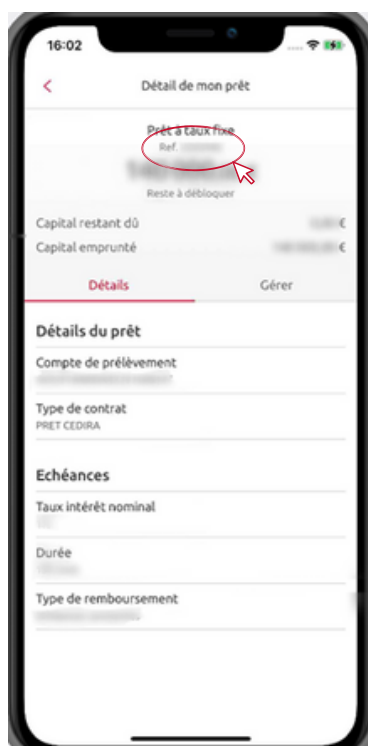 16:02
Détail de mon prêt
Prêt à taux fixe
Ref.
Reste à débloquer
Capital restant dû €
Capital emprunté €
Détails Gérer
Détails du prêt
Compte de prélèvement
Type de contrat
PRET CEDIRA
Echéances
Taux intérêt nominal
Durée
Type de remboursement